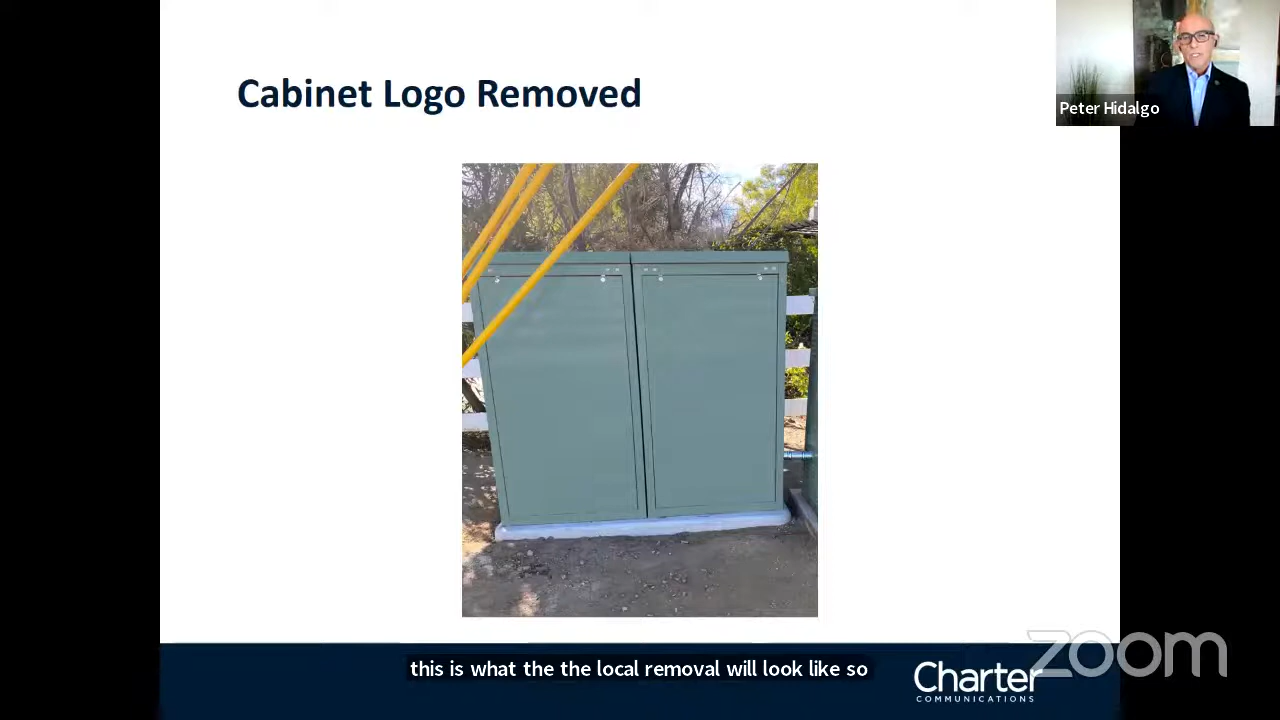 Cabinet Logo Removed
Peter Hidalgo
this is what the the local removal will look like so
Charter
COMMUNICATIONS
zoom